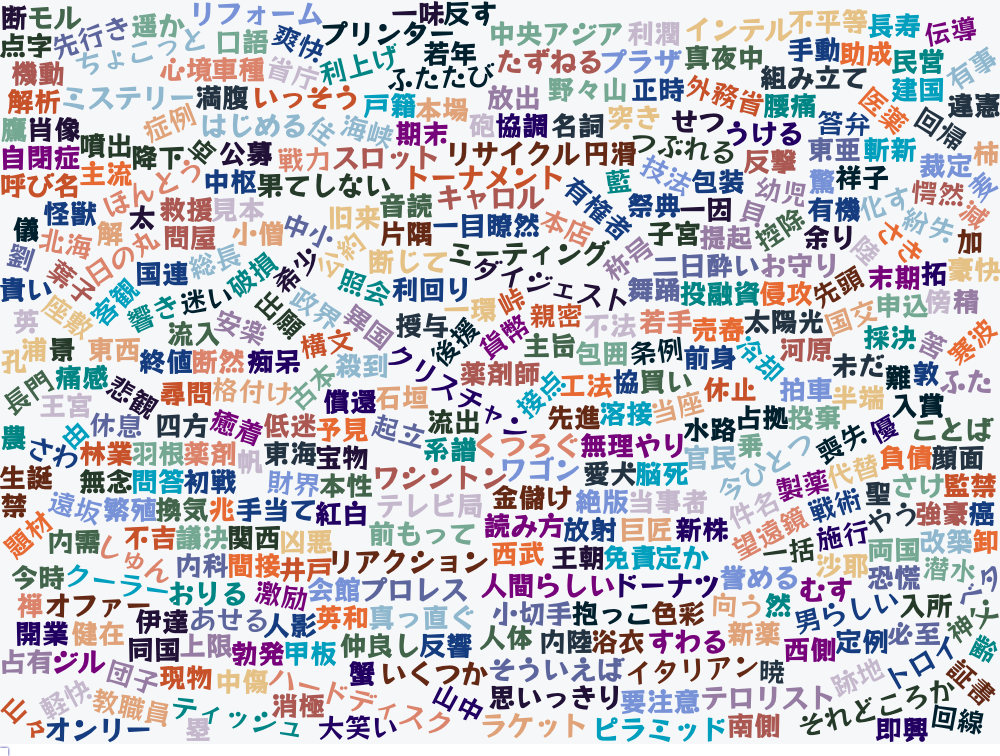 断 モル 先行き 遥か リフォーム 一味 反す
プリンター 中央アジア 利潤 インテル 不平等 長寿 伝導
点字 ちょこっと 口語 爽快 若年 たずねる プラザ 真夜中 手動 助成 民営 有事
機動 心境 車種 省庁 利上げ ふたたび 組み立て 建国
解析 ミステリー 満腹 いっそう 戸籍 本場 放出 野々山 正時 外務省 腰痛 医薬 違憲
鷹 肖像 症例 はじめる 住 海峡 期末 砲 協調 名詞 突き せつ うける 答弁 回帰
自閉症 噴出 降下 公募 戦力 スロット リサイクル 円滑 つぶれる 反撃 東亜 斬新 裁定 柿
呼び名 主流 ほんとう 中枢 果てしない トーナメント 藍 技法 包装 幼児 驚 祥子 愕然 麦
怪獣 太 救援 見本 旧来 音読 キャロル 有権者 祭典 一因 目 有機 化す 紛失 減
儀 北海 解 日の丸 問屋 小僧 中小 公約 片隅 一目瞭然 本店 子宮 提起 控除 余り 陸 さき 加
劉 葉子 国連 総長 破損 希少 断じて ミーティング 称号 二日酔い お守り 末期 拓 豪快
貴い 客観 響き 迷い 出願 照会 利回り ダイジェスト 舞踊 投融資 侵攻 先頭 申込 傍 精
英 座敷 流入 安楽 政界 異国 授与 後援 一環 峠 親密 不法 若手 売春 太陽光 国交 採決 苦 寒波
孔 浦 景 東西 終値 断然 痴呆 構文 殺到 クリスチャン 貨幣 主旨 包囲 条例 前身 冷却 河原 未だ 難 敦 ふた
長門 痛感 悲観 尋問 格付け 古本 償還 石垣 薬剤師 接点 工法 協 買い 休止 拍車 半端 入賞
王宮 休息 四方 癒着 低迷 予見 起立 流出 先進 溶接 当座 水路 占拠 投棄 喪失 優 ことば
農 さわ 由 林業 羽根 薬剤 帆 東海 宝物 系譜 くつろぐ 無理やり 官民 乗 今ひとつ 代替 負債 顔面
生誕 無念 問答 初戦 財界 本性 ワシントン ワゴン 愛犬 脳死 製薬 聖 さけ 監禁
禁 遠坂 繁殖 換気 兆 手当て 紅白 テレビ局 金儲け 絶版 当事者 件名 戦術 やう 強豪 癌
題材 内需 しゅん 不吉 議決 関西 凶悪 前もって 読み方 放射 巨匠 新株 望遠鏡 一括 施行 両国 改築 卸
今時 クーラー 内科 間接 井戸 リアクション 西武 王朝 免責 定か 沙耶 恐慌 潜水
禅 オファー おりる 激励 会館 プロレス 人間らしい ドーナツ 誉める むす 男らしい 入所
開業 健在 伊達 あせる 人影 英和 真っ直ぐ 小切手 抱っこ 色彩 向う 然 神父
占有 ジル 同国 上限 勃発 甲板 仲良し 反響 人体 内陸 浴衣 すわる 新薬 西側 定例 必至 齢
団子 現物 中傷 ハードディスク 蟹 いくつか そういえば イタリアン 暁 跡地 トロイ 証書
軽快 教職員 ティッシュ 消極 山中 思いっきり 要注意 テロリスト それどころか 回線
オンリー 塁 大笑い ラケット ピラミッド 南側 即興